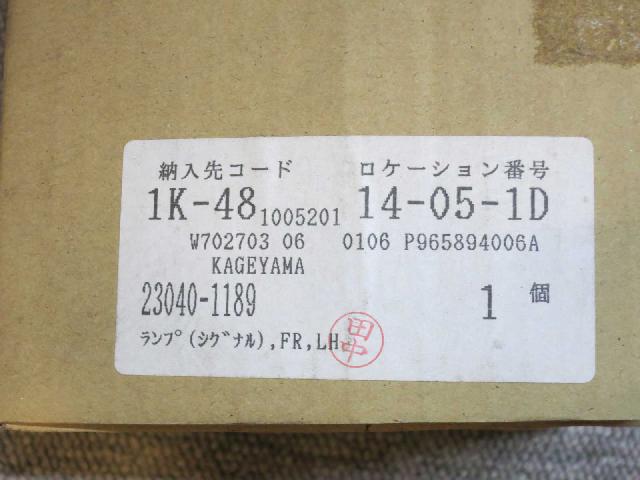 納入先コード ロケーション番号
1K-48 1005201 14-05-1D
W702703 06 0106 P965894006A
KAGEYAMA
23040-1189 1 個
ﾗﾝﾌﾟ(ｼｸﾞﾅﾙ),FR,LH
田中